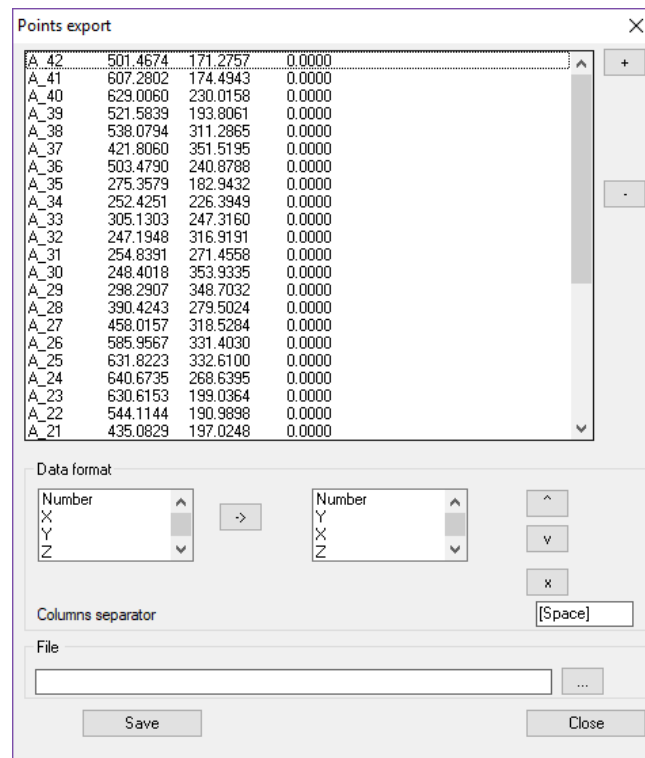 Points export
A_42 501.4674 171.2757 0.0000
A_41 607.2802 174.4943 0.0000
A_40 629.0060 230.0158 0.0000
A_39 521.5839 193.8061 0.0000
A_38 538.0794 311.2865 0.0000
A_37 421.8060 351.5195 0.0000
A_36 503.4790 240.8788 0.0000
A_35 275.3579 182.9432 0.0000
A_34 252.4251 226.3949 0.0000
A_33 305.1303 247.3160 0.0000
A_32 247.1948 316.9191 0.0000
A_31 254.8391 271.4558 0.0000
A_30 248.4018 353.9335 0.0000
A_29 298.2907 348.7032 0.0000
A_28 390.4243 279.5024 0.0000
A_27 458.0157 318.5284 0.0000
A_26 585.9567 331.4030 0.0000
A_25 631.8223 332.6100 0.0000
A_24 640.6735 268.6395 0.0000
A_23 630.6153 199.0364 0.0000
A_22 544.1144 190.9898 0.0000
A_21 435.0829 197.0248 0.0000
+
-
Data format
Number
X
Y
Z
->
Number
Y
X
Z
^
v
x
Columns separator
[Space]
File
...
Save
Close